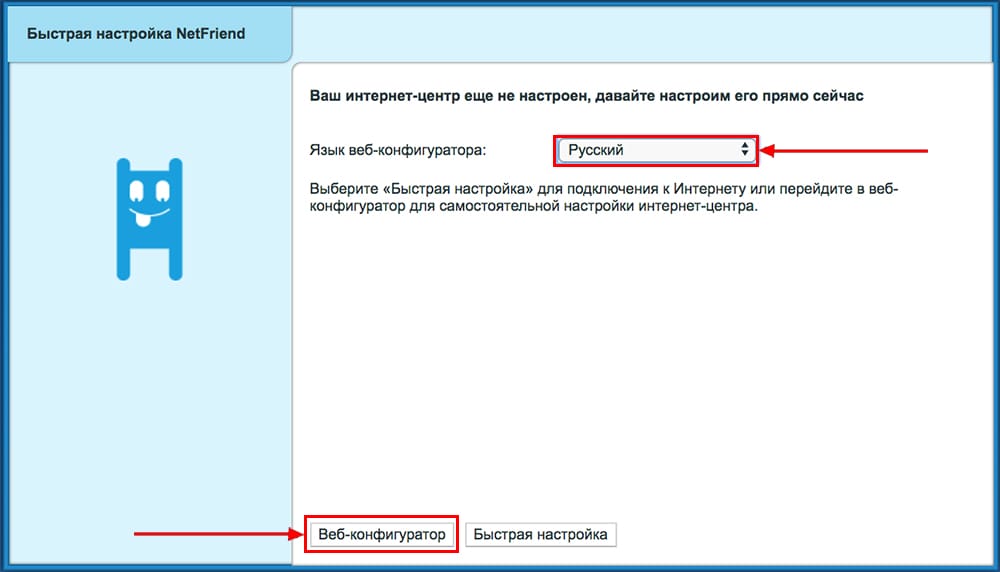 Быстрая настройка NetFriend
Ваш интернет-центр еще не настроен, давайте настроим его прямо сейчас
Язык веб-конфигуратора:
Русский
Выберите «Быстрая настройка» для подключения к Интернету или перейдите в веб-
конфигуратор для самостоятельной настройки интернет-центра.
Веб-конфигуратор
Быстрая настройка